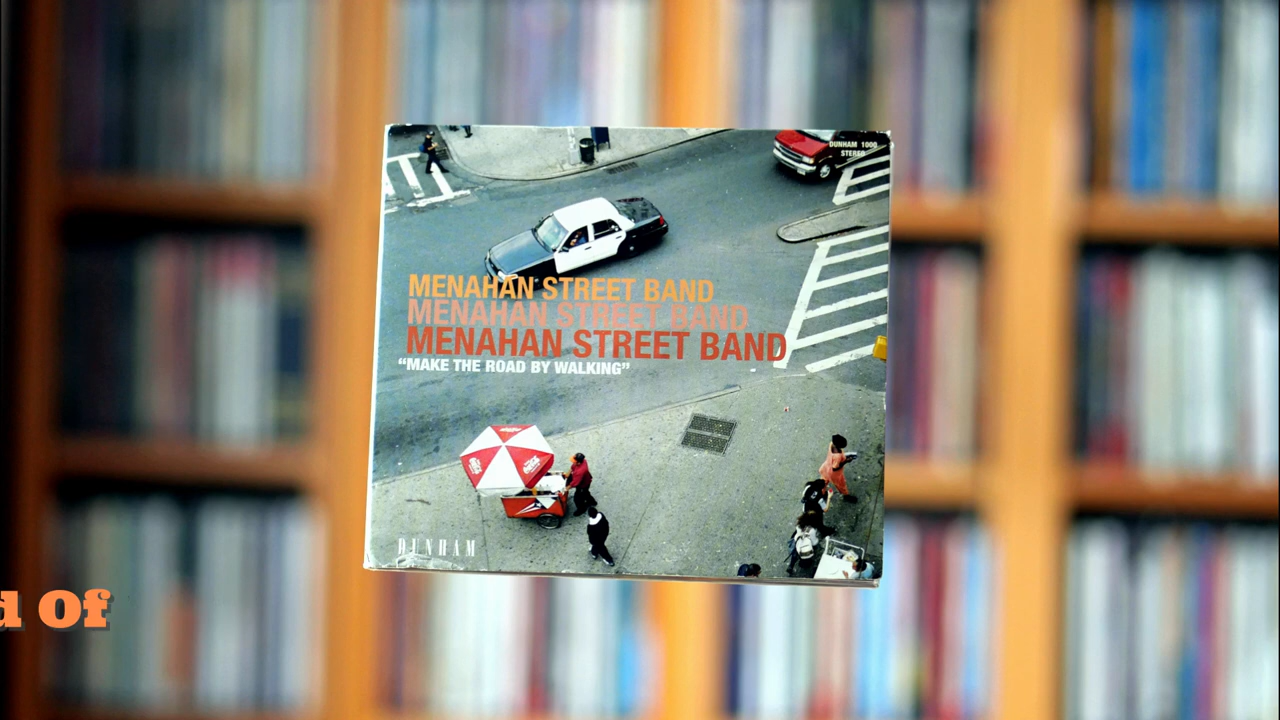 DUNHAM 1000
STEREO
MENAHAN STREET BAND
MENAHAN STREET BAND
MENAHAN STREET BAND
“MAKE THE ROAD BY WALKING”
DUNHAM
d Of